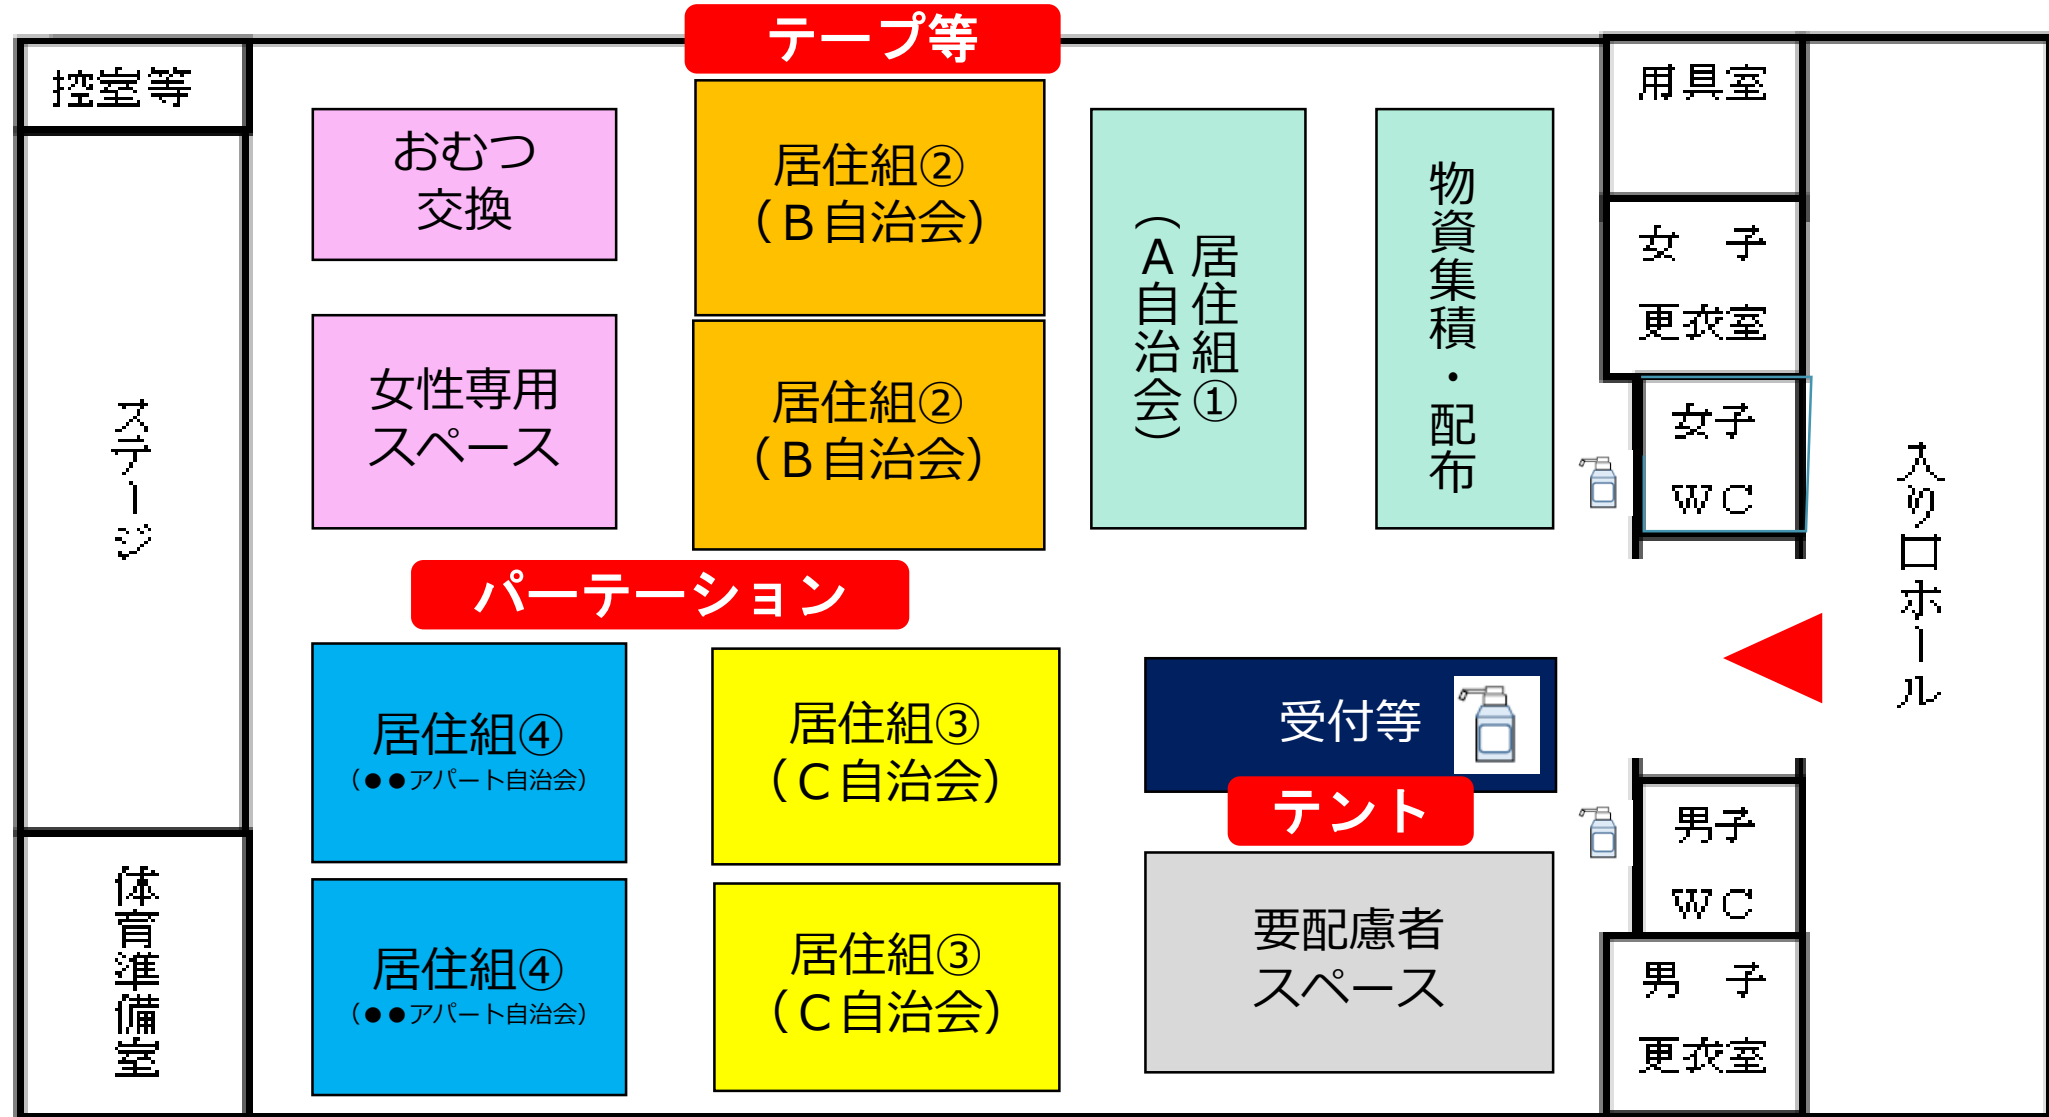 テープ等
控室等
用具室
おむつ
交換
居住組②
（Ｂ自治会）
居住組①
（Ａ自治会）
物資集積・配布
女　子
更衣室
女性専用
スペース
居住組②
（Ｂ自治会）
女子
ＷＣ
ステージ
入り口ホール
パーテーション
居住組④
（●●アパート自治会）
居住組③
（Ｃ自治会）
受付等
テント
男子
ＷＣ
体育準備室
居住組④
（●●アパート自治会）
居住組③
（Ｃ自治会）
要配慮者
スペース
男　子
更衣室